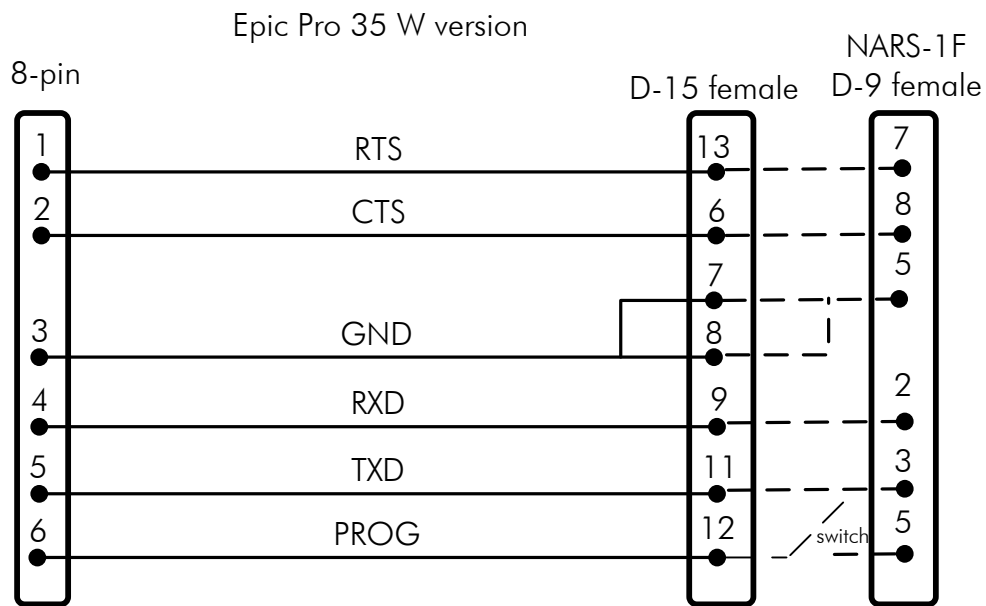 Epic Pro 35 W version
NARS-1F
8-pin
D-15 female
D-9 female
1
RTS
13
7
2
CTS
6
8
7
5
3
GND
8
4
RXD
9
2
5
TXD
11
3
6
PROG
12
switch
5